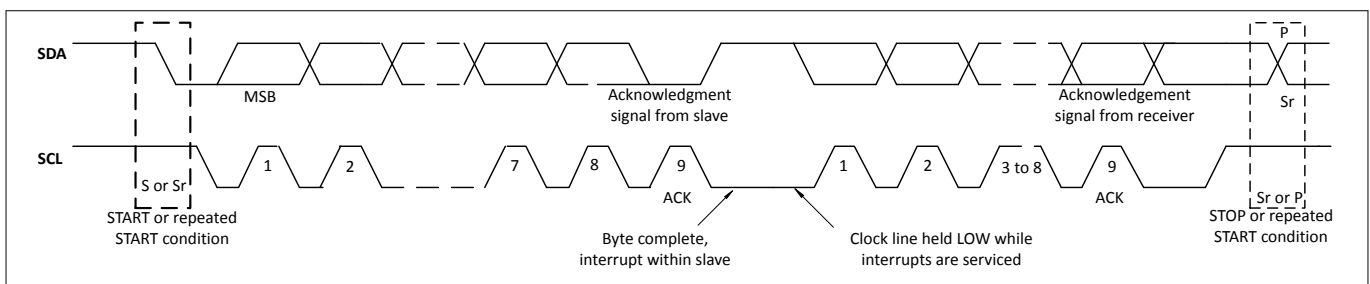 P
SDA
MSB
Acknowledgment
signal from slave
Acknowledgement
signal from receiver
Sr
SCL
1
2
7
8
9
1
2
3 to 8
9
S or Sr
ACK
ACK
Sr or P
START or repeated
START condition
STOP or repeated
START condition
Byte complete,
interrupt within slave
Clock line held LOW while
interrupts are serviced